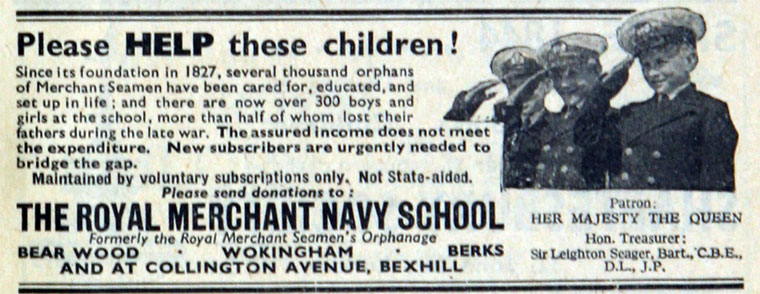 Please HELP these children!
Since its foundation in 1827, several thousand orphans
of Merchant Seamen have been cared for, educated, and
set up in life ; and there are now over 300 boys and
girls at the school, more than half of whom lost their
fathers during the late war. The assured income does not meet
the expenditure. New subscribers are urgently needed to
bridge the gap.
Maintained by voluntary subscriptions only. Not State-aided.
Please send donations to :
THE ROYAL MERCHANT NAVY SCHOOL
Formerly the Royal Merchant Seamen's Orphanage
BEAR WOOD · WOKINGHAM · BERKS
AND AT COLLINGTON AVENUE, BEXHILL
Patron:
HER MAJESTY THE QUEEN
Hon. Treasurer:
Sir Leighton Seager, Bart., C.B.E.,
D.L., J.P.